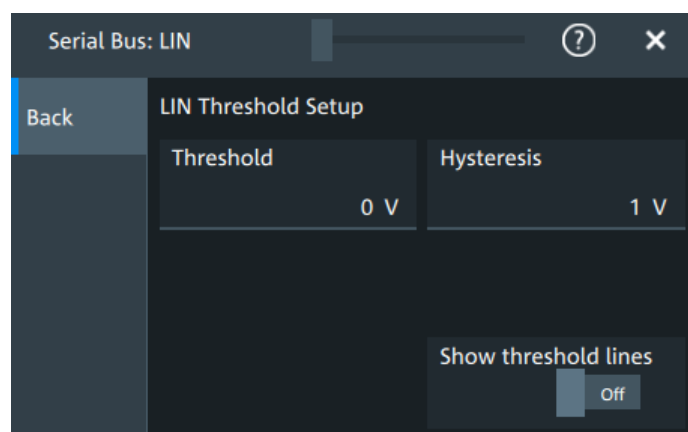 Serial Bus: LIN
?
Back
LIN Threshold Setup
Threshold
Hysteresis
0 V
1 V
Show threshold lines
Off